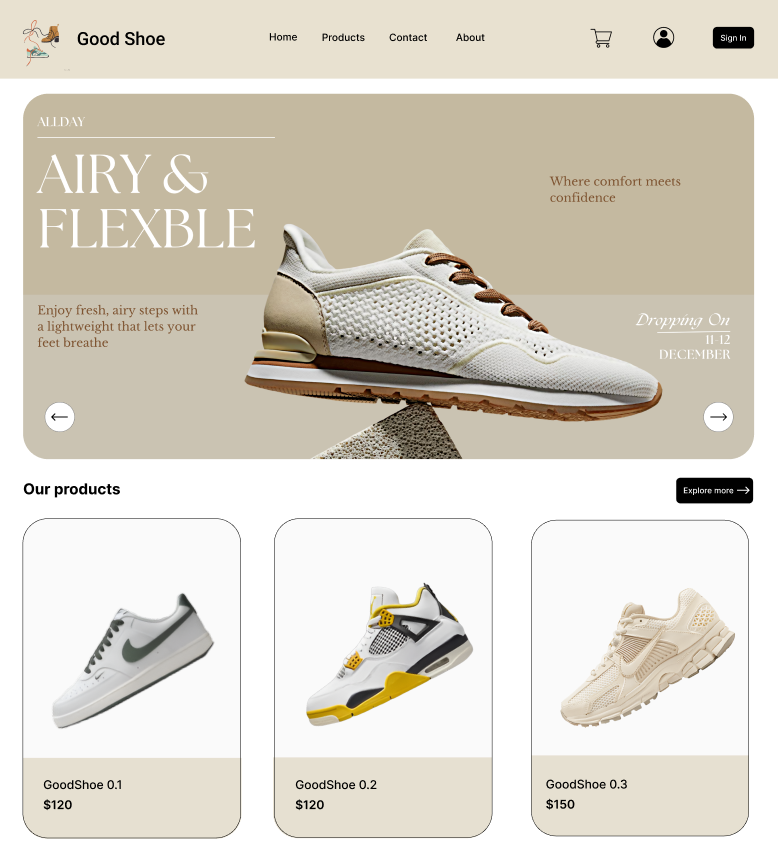 Good Shoe
Home
Products
Contact
About
Sign In
ALLDAY
AIRY &
FLEXBLE
Where comfort meets
confidence
Enjoy fresh, airy steps with
a lightweight that lets your
feet breathe
Dropping On
11-12
DECEMBER
Our products
Explore more
GoodShoe 0.1
$120
GoodShoe 0.2
$120
GoodShoe 0.3
$150